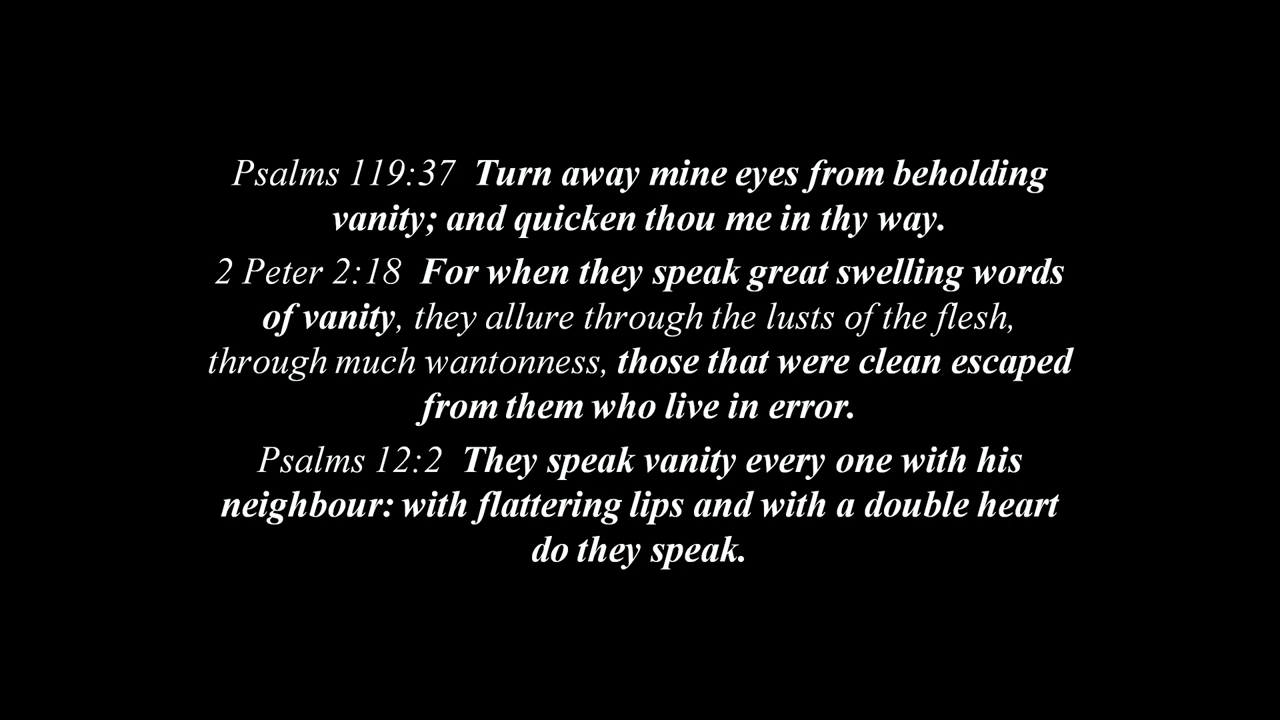 Psalms 119:37 Turn away mine eyes from beholding
vanity; and quicken thou me in thy way.
2 Peter 2:18 For when they speak great swelling words
of vanity, they allure through the lusts of the flesh,
through much wantonness, those that were clean escaped
from them who live in error.
Psalms 12:2 They speak vanity every one with his
neighbour: with flattering lips and with a double heart
do they speak.